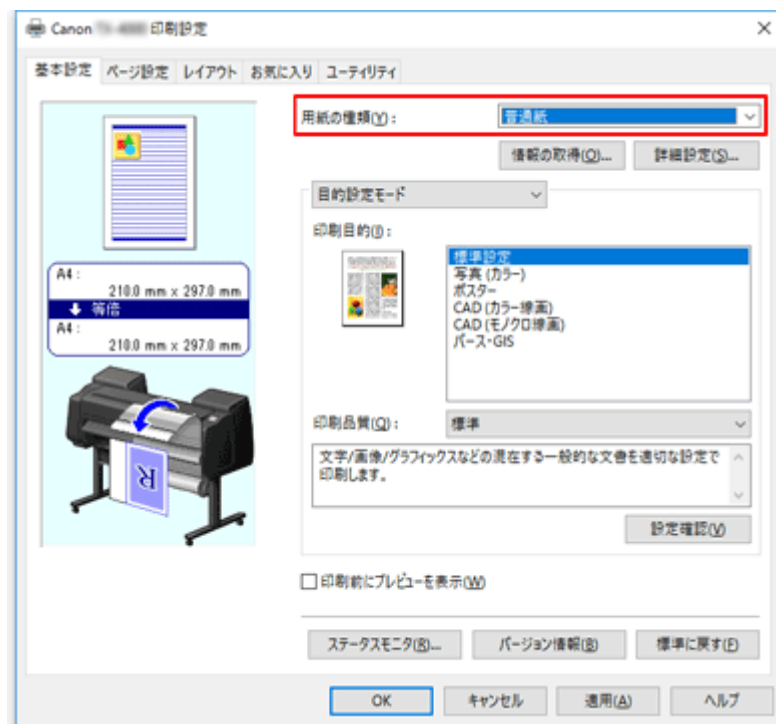 Canon 印刷設定
基本設定 ページ設定 レイアウト お気に入り ユーティリティ
用紙の種類(Y): 普通紙
情報の取得(O)... 詳細設定(S)...
目的設定モード
印刷目的(I):
標準設定
写真 (カラー)
ポスター
CAD (カラー線画)
CAD (モノクロ線画)
パース・GIS
A4 :
210.0 mm x 297.0 mm
等倍
A4 :
210.0 mm x 297.0 mm
R
印刷品質(Q): 標準
文字/画像/グラフィックスなどの混在する一般的な文書を適切な設定で
印刷します。
設定確認(V)
印刷前にプレビューを表示(W)
ステータスモニタ(R)... バージョン情報(B) 標準に戻す(F)
OK キャンセル 適用(A) ヘルプ